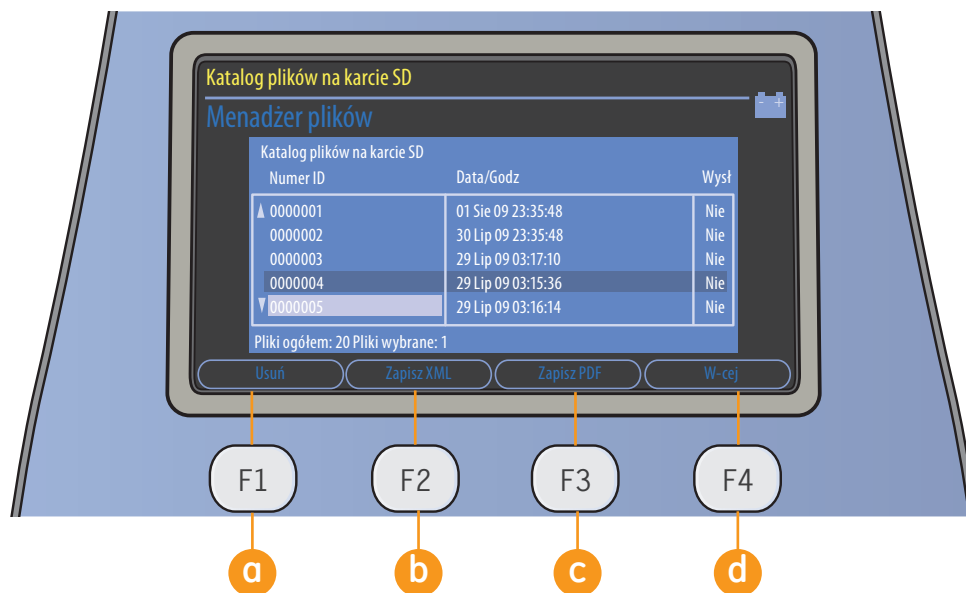 Katalog plików na karcie SD
- +
Menadżer plików
Katalog plików na karcie SD
Numer ID Data/Godz Wysł
0000001 01 Sie 09 23:35:48 Nie
0000002 30 Lip 09 23:35:48 Nie
0000003 29 Lip 09 03:17:10 Nie
0000004 29 Lip 09 03:15:36 Nie
0000005 29 Lip 09 03:16:14 Nie
Pliki ogółem: 20 Pliki wybrane: 1
Usuń Zapisz XML Zapisz PDF W-cej
F1 F2 F3 F4
a b c d